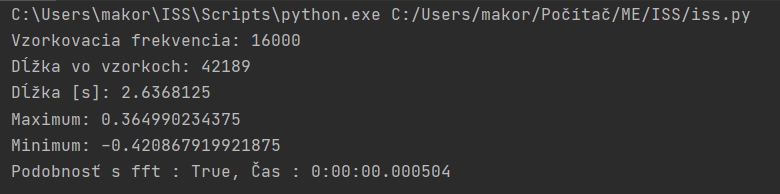 C:\Users\makor\ISS\Scripts\python.exe C:/Users/makor/Počítač/ME/ISS/iss.py
Vzorkovacia frekvencia: 16000
Dĺžka vo vzorkoch: 42189
Dĺžka [s]: 2.6368125
Maximum: 0.364990234375
Minimum: -0.420867919921875
Podobnosť s fft : True, Čas : 0:00:00.000504